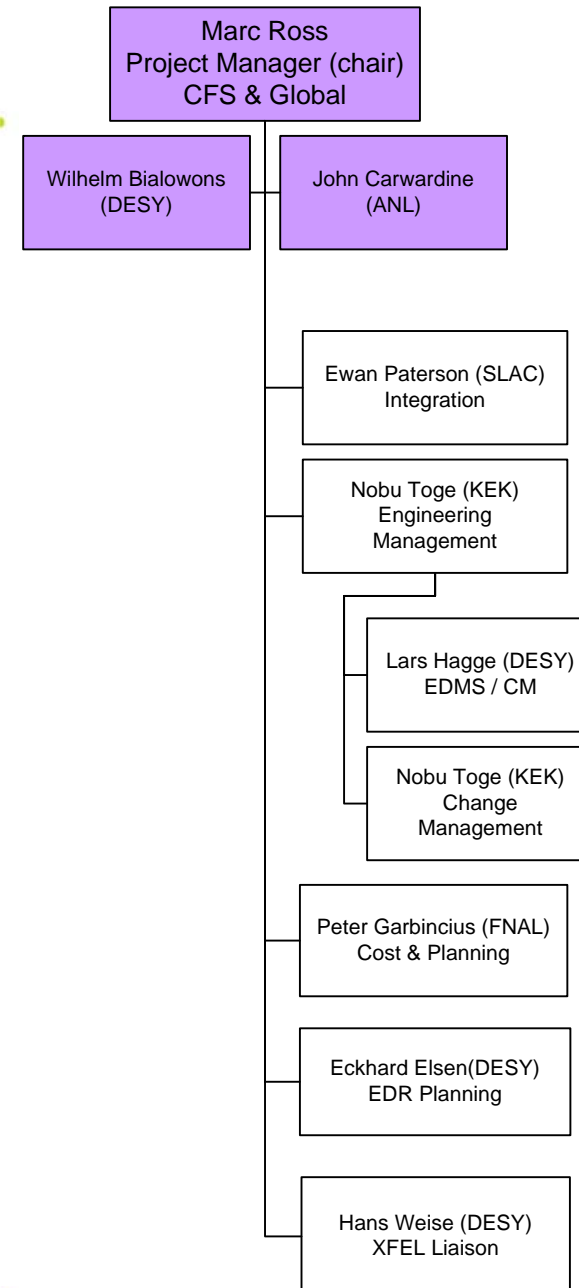 Marc Ross
Project Manager (chair)
CFS & Global
Wilhelm Bialowons
(DESY)
John Carwardine
(ANL)
Ewan Paterson (SLAC)
Integration
Nobu Toge (KEK)
Engineering
Management
Lars Hagge (DESY)
EDMS / CM
Nobu Toge (KEK)
Change
Management
Peter Garbincius (FNAL)
Cost & Planning
Eckhard Elsen(DESY)
EDR Planning
Hans Weise (DESY)
XFEL Liaison